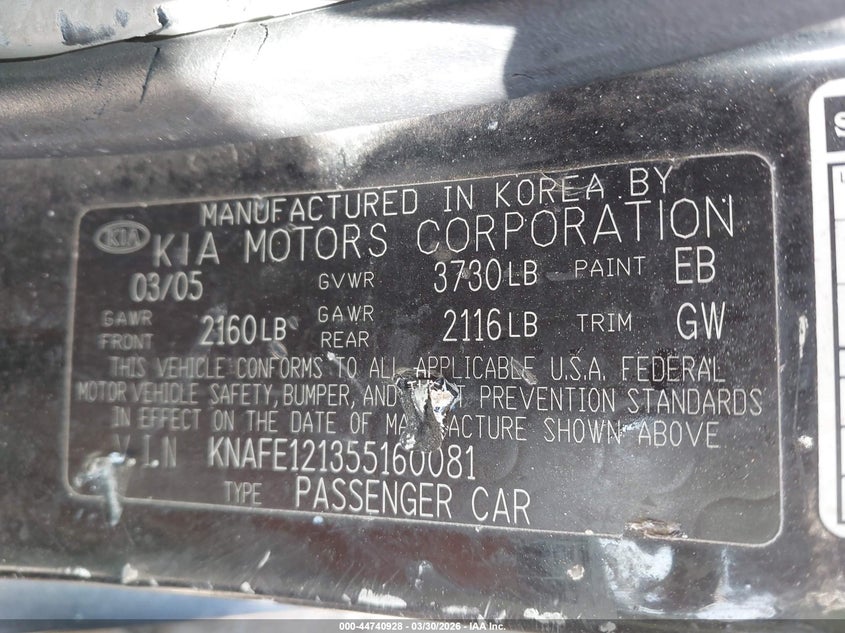 MANUFACTURED IN KOREA BY
KIA KIA MOTORS CORPORATION
03/05 GVWR 3730LB PAINT EB
GAWR FRONT 2160LB GAWR REAR 2116LB TRIM GW
THIS VEHICLE CONFORMS TO ALL APPLICABLE U.S.A. FEDERAL
MOTOR VEHICLE SAFETY, BUMPER, AND PREVENTION STANDARDS
IN EFFECT ON THE DATE OF MANUFACTURE SHOWN ABOVE
V I N KNAFE121355160081
TYPE PASSENGER CAR
000-44740928 - 03/30/2026 - IAA Inc.